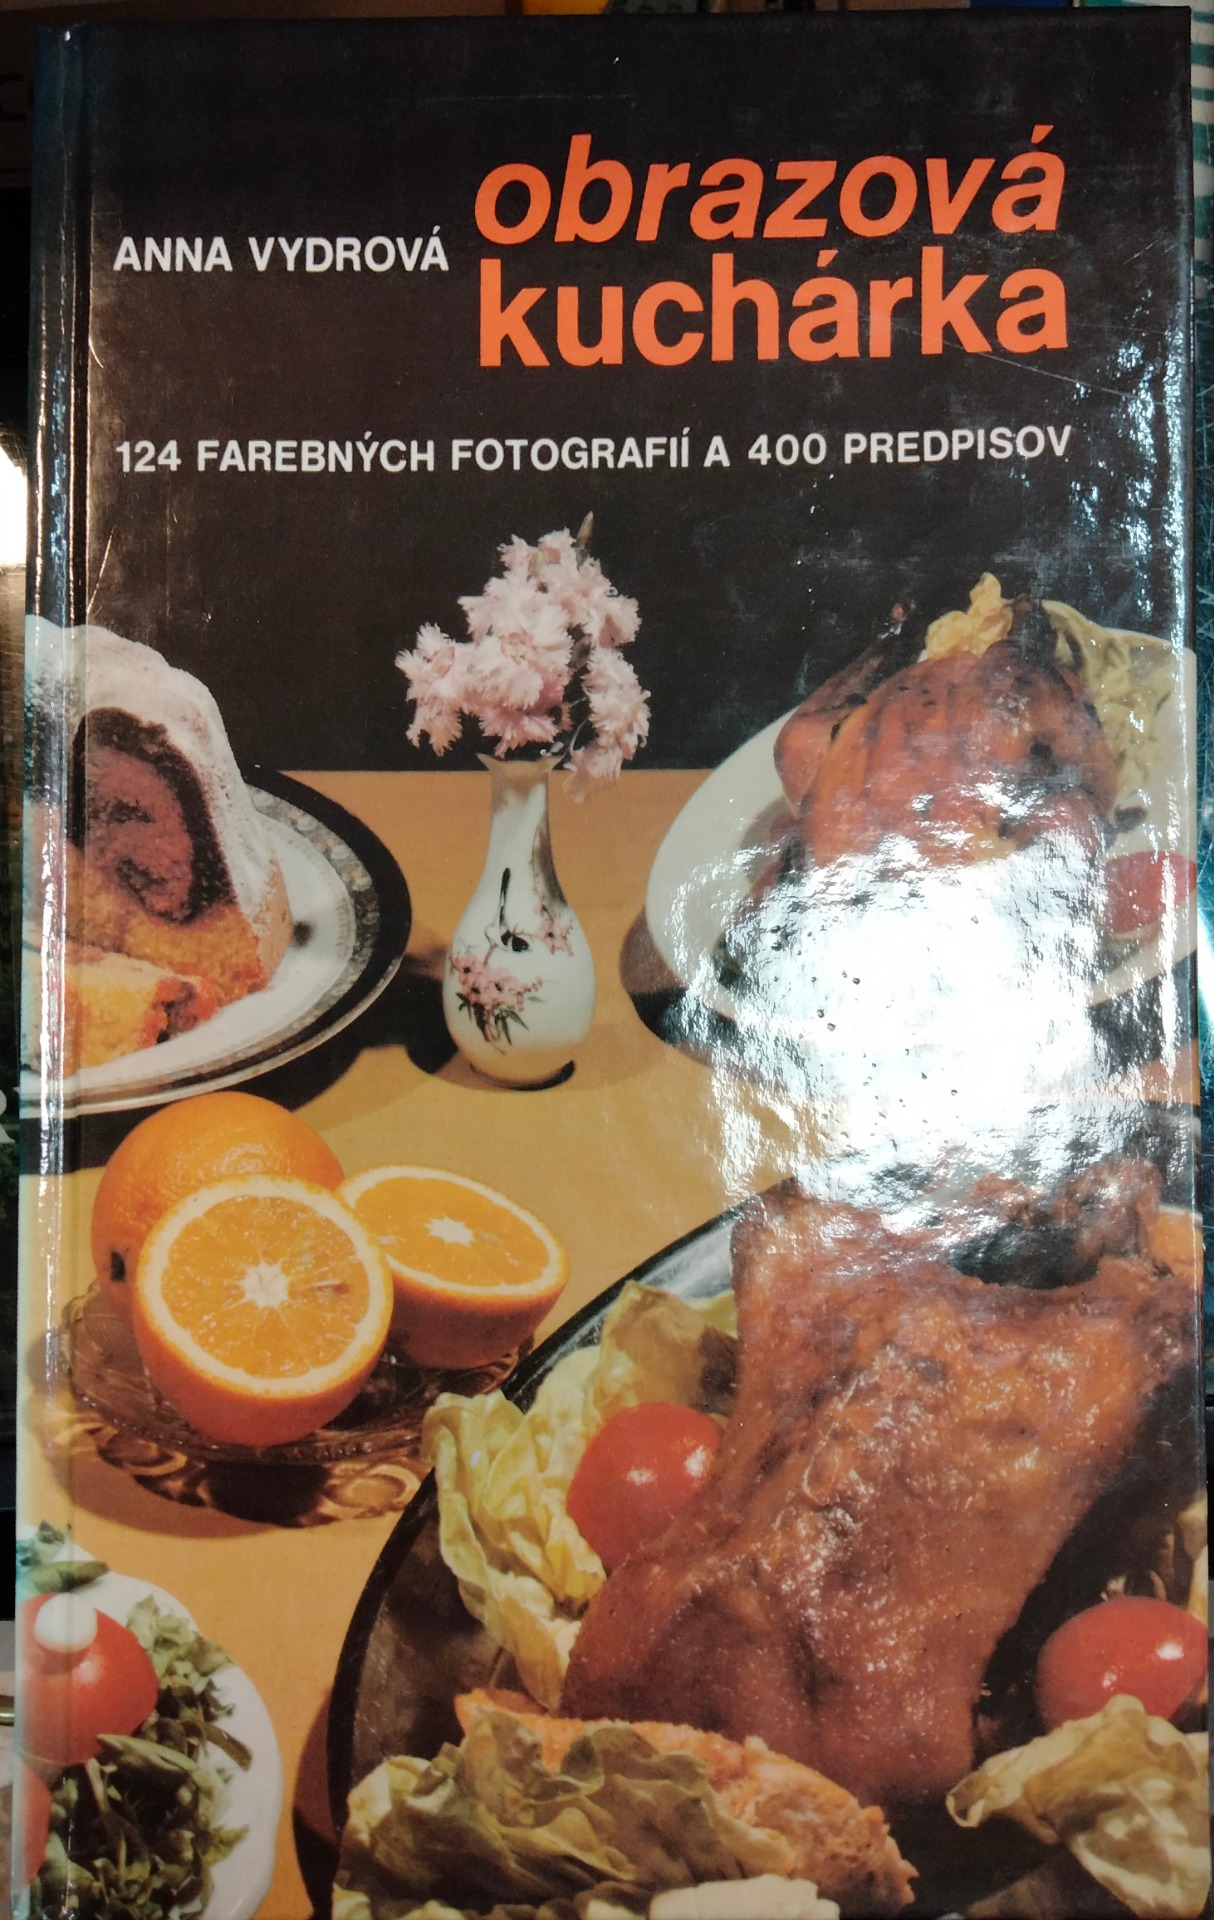 obrazová
ANNA VYDROVÁ
kuchárka
124 FAREBNÝCH FOTOGRAFIÍ A 400 PREDPISOV